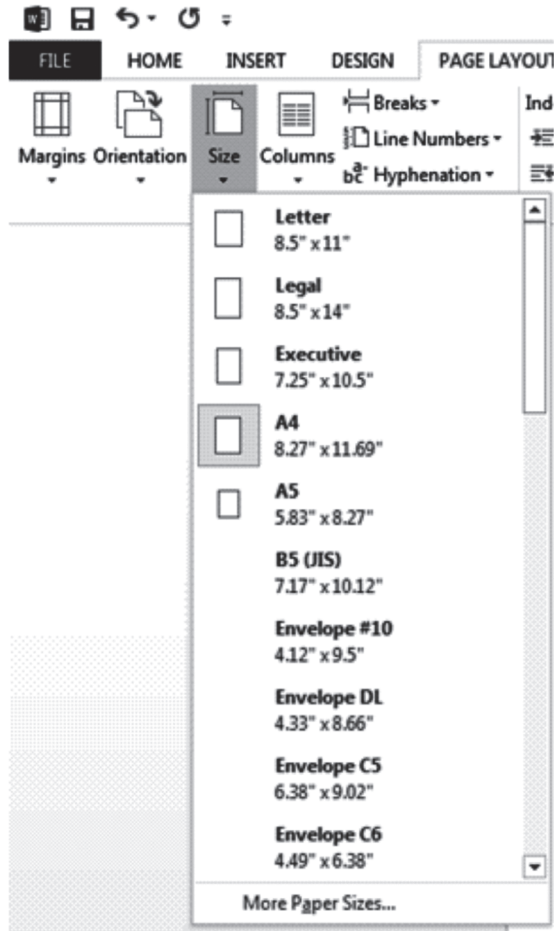 FILE HOME INSERT DESIGN PAGE LAYOUT
Margins Orientation Size Columns
Breaks
Line Numbers
Hyphenation
Ind
Letter
8.5" x 11"
Legal
8.5" x 14"
Executive
7.25" x 10.5"
A4
8.27" x 11.69"
A5
5.83" x 8.27"
B5 (JIS)
7.17" x 10.12"
Envelope #10
4.12" x 9.5"
Envelope DL
4.33" x 8.66"
Envelope C5
6.38" x 9.02"
Envelope C6
4.49" x 6.38"
More Paper Sizes...